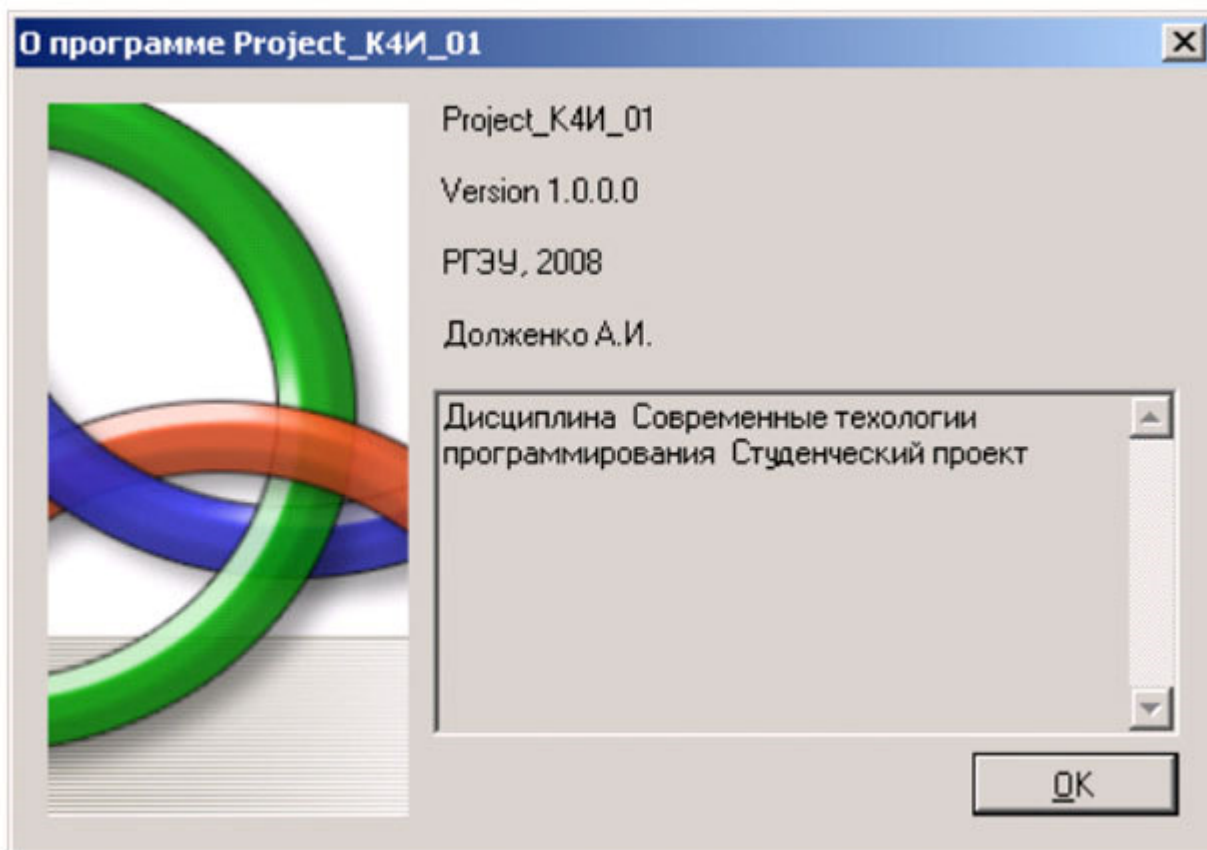 О программе Project_К4И_01
Project_К4И_01
Version 1.0.0.0
РГЭУ, 2008
Долженко А.И.
Дисциплина Современные техологии
программирования Студенческий проект
OK